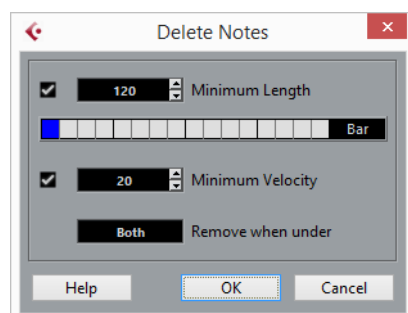 Delete Notes
120 Minimum Length
Bar
20 Minimum Velocity
Both Remove when under
Help OK Cancel